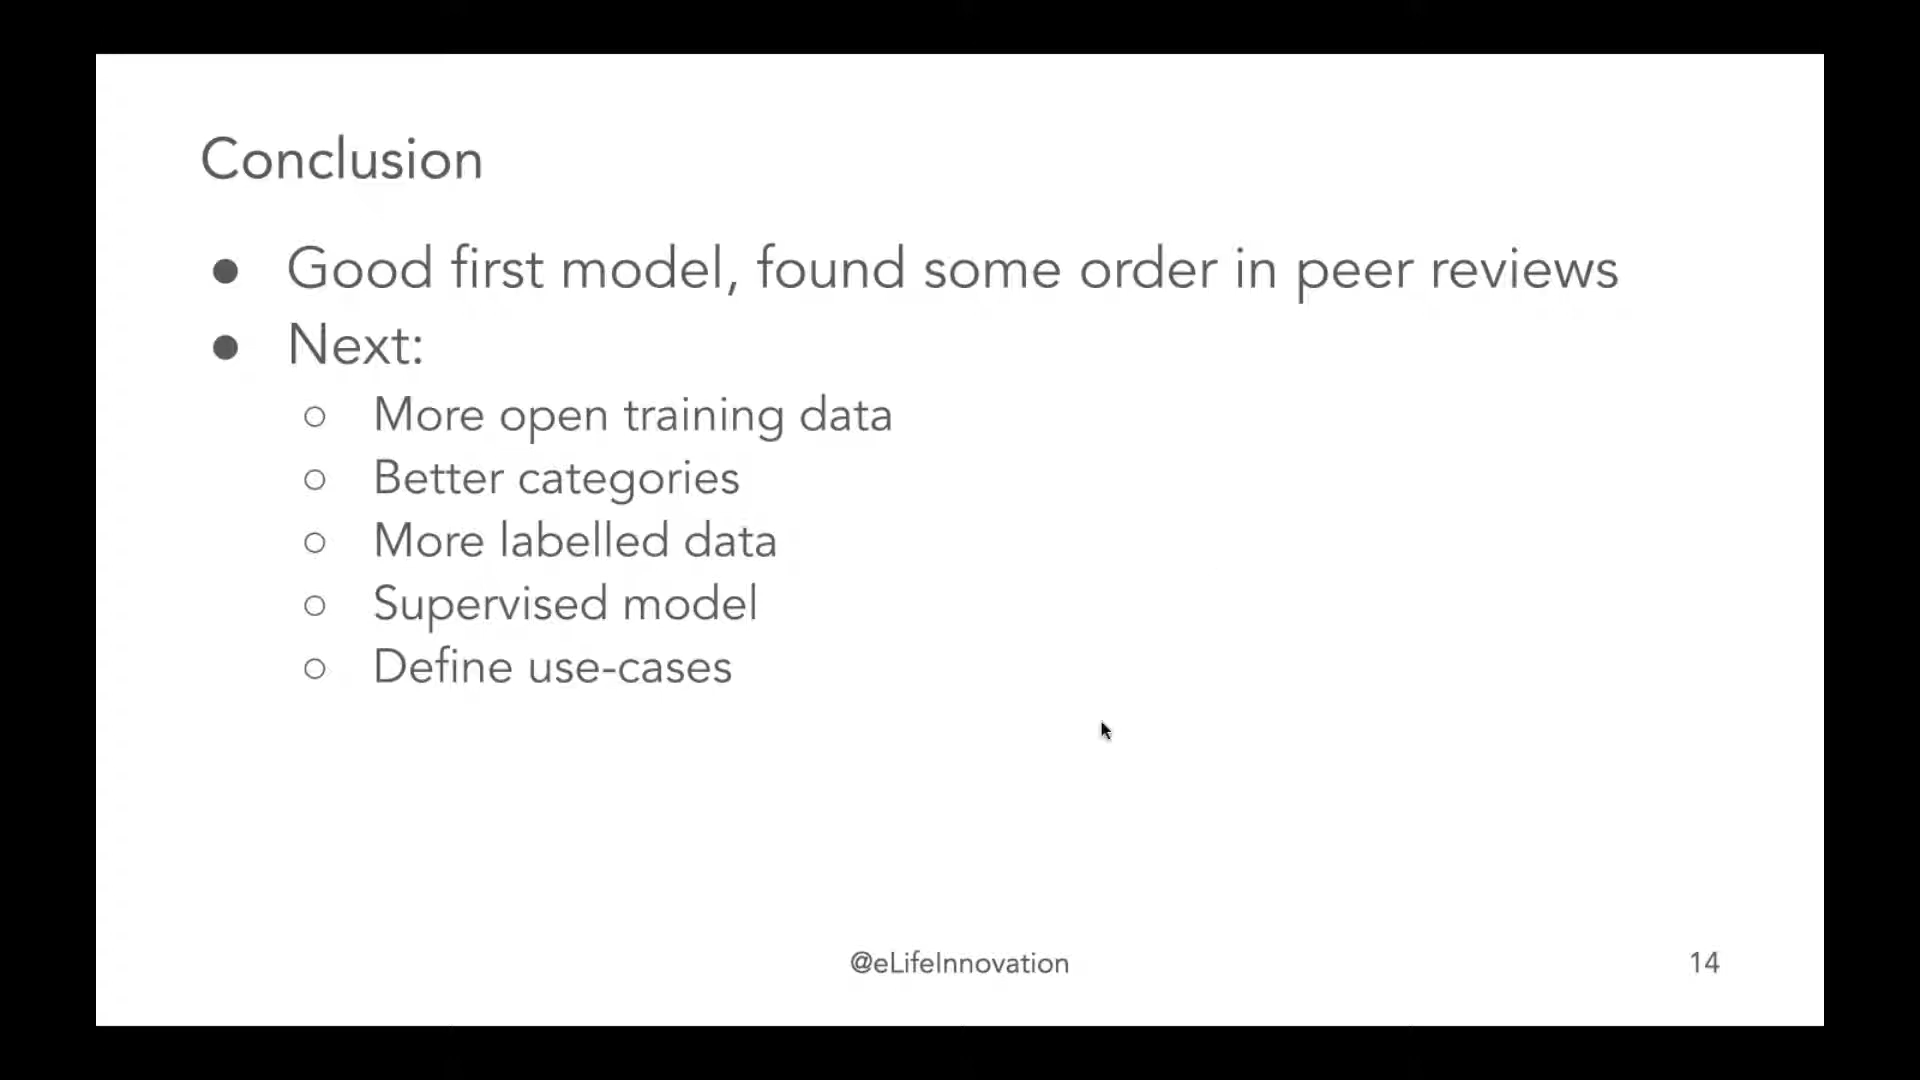 Conclusion
● Good first model, found some order in peer reviews
● Next:
○ More open training data
○ Better categories
○ More labelled data
○ Supervised model
○ Define use-cases
@eLifeInnovation
14